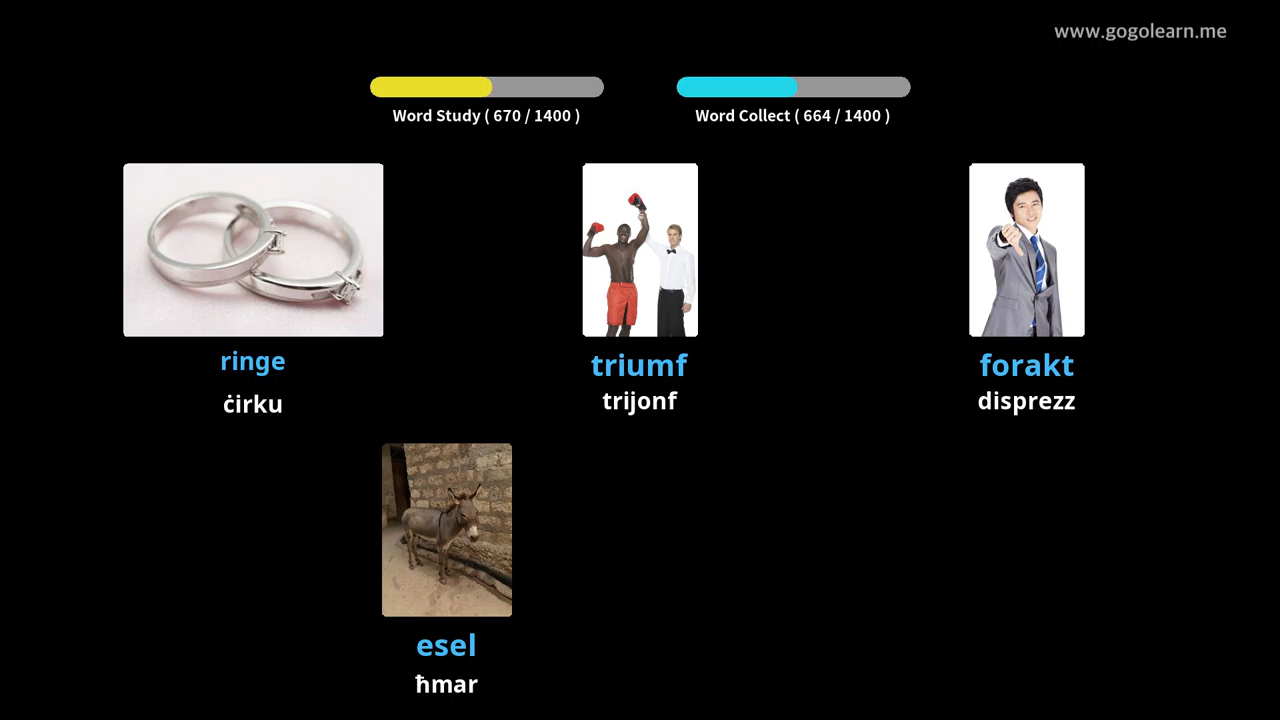 www.gogolearn.me
Word Study ( 670 / 1400 )
Word Collect ( 664 / 1400 )
ringe
ċirku
triumf
trijonf
forakt
disprezz
esel
ħmar